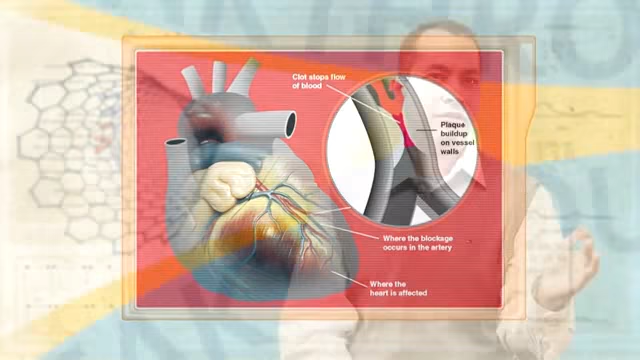 Clot stops flow
of blood
Plaque
buildup
on vessel
walls
Where the blockage
occurs in the artery
Where the
heart is affected